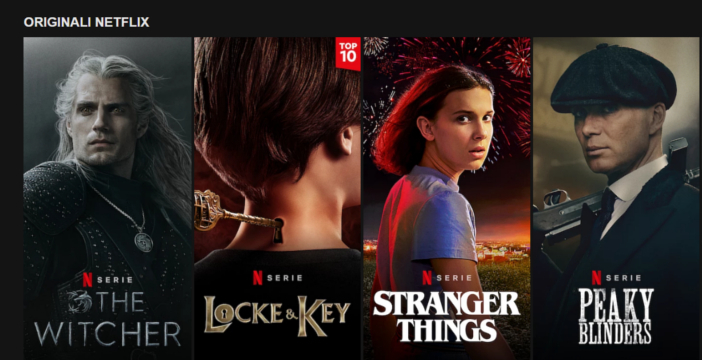 ORIGINALI NETFLIX
TOP
10
N SERIE
THE
WITCHER
N SERIE
LOCKE & KEY
N SERIE
STRANGER
THINGS
N SERIE
PEAKY
BLINDERS